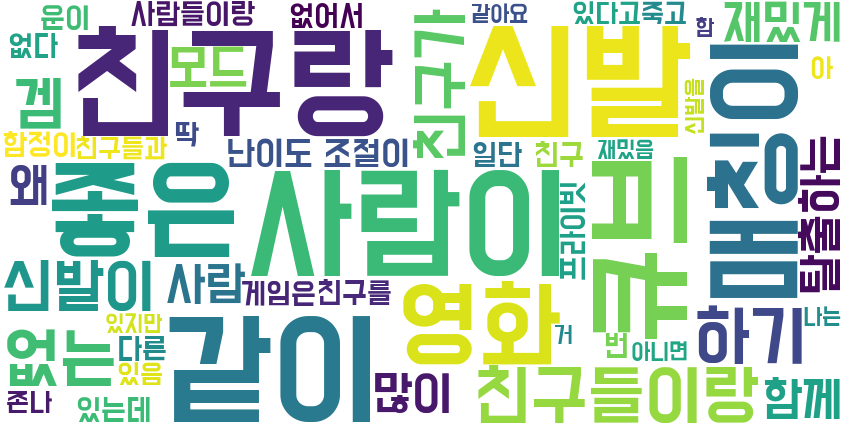 운이
사람들이랑
없어서
같아요
있다고죽고
함
재밌게
없다
친구랑
모드
친구가
신발
아
겜
신발을
매칭이
함정이
친구들과
딱
난이도 조절이
일단
친구
재밌음
탈출하는
왜
좋은
사람이
프라이빗
큐브
신발이
사람
게임은친구를
영화
하기
나는
없는
있지만
다른
있음
같이
거
번
아니면
존나
있는데
많이
친구들이랑
함께